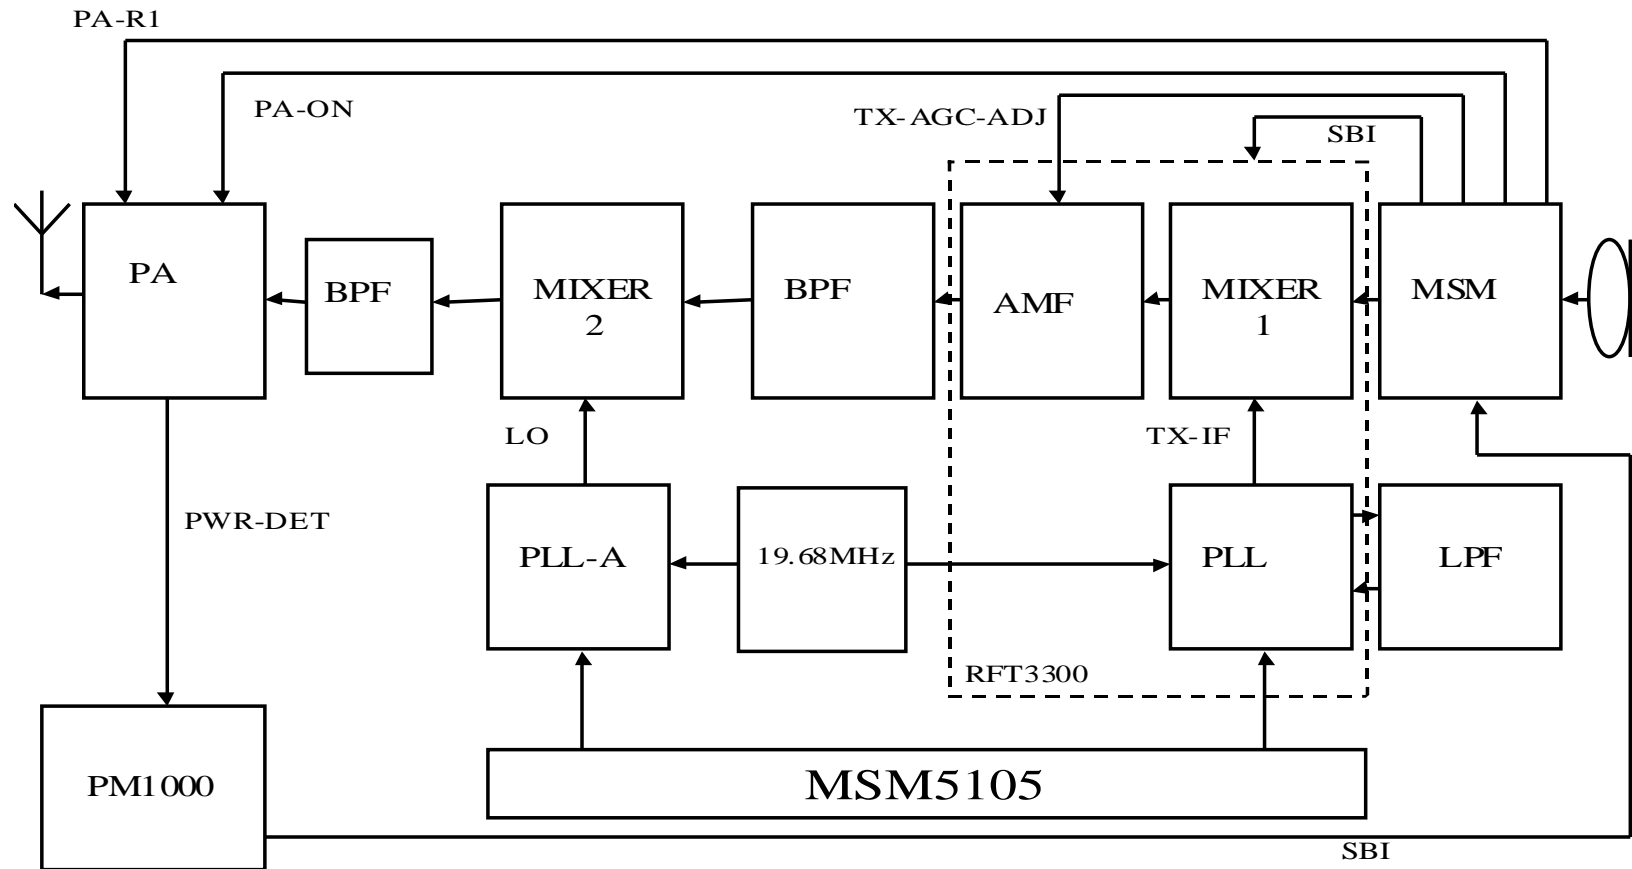 PA-R1
PA-ON
TX-AGC-ADJ
SBI
PA
BPF
MIXER
2
BPF
AMF
MIXER
1
MSM
LO
TX-IF
PWR-DET
PLL-A
19.68MHz
PLL
LPF
RFT3300
PM1000
MSM5105
SBI